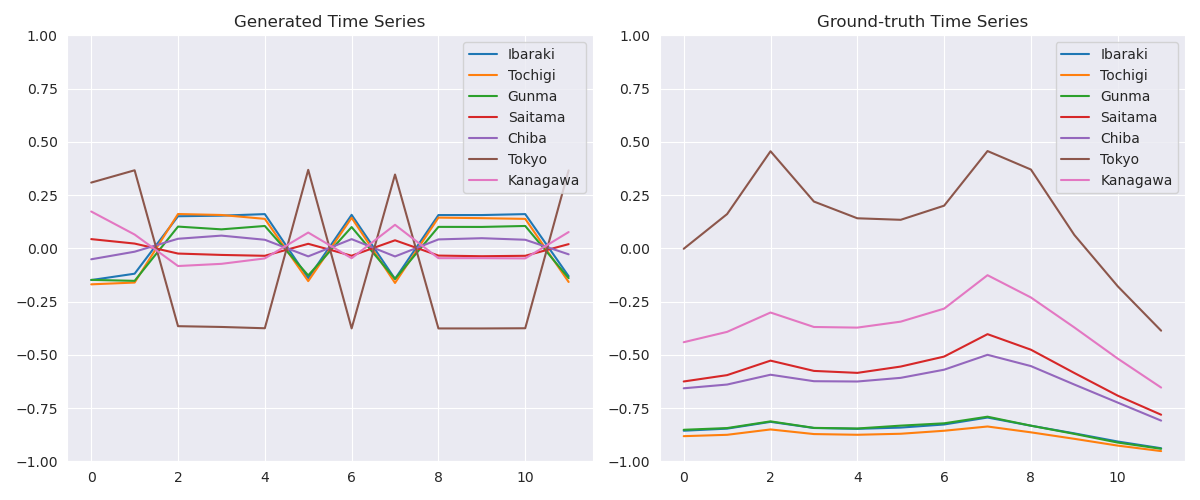 Generated Time Series
1.00
0.75
0.50
0.25
0.00
−0.25
−0.50
−0.75
−1.00
0 2 4 6 8 10
Ibaraki
Tochigi
Gunma
Saitama
Chiba
Tokyo
Kanagawa
Ground-truth Time Series
1.00
0.75
0.50
0.25
0.00
−0.25
−0.50
−0.75
−1.00
0 2 4 6 8 10
Ibaraki
Tochigi
Gunma
Saitama
Chiba
Tokyo
Kanagawa